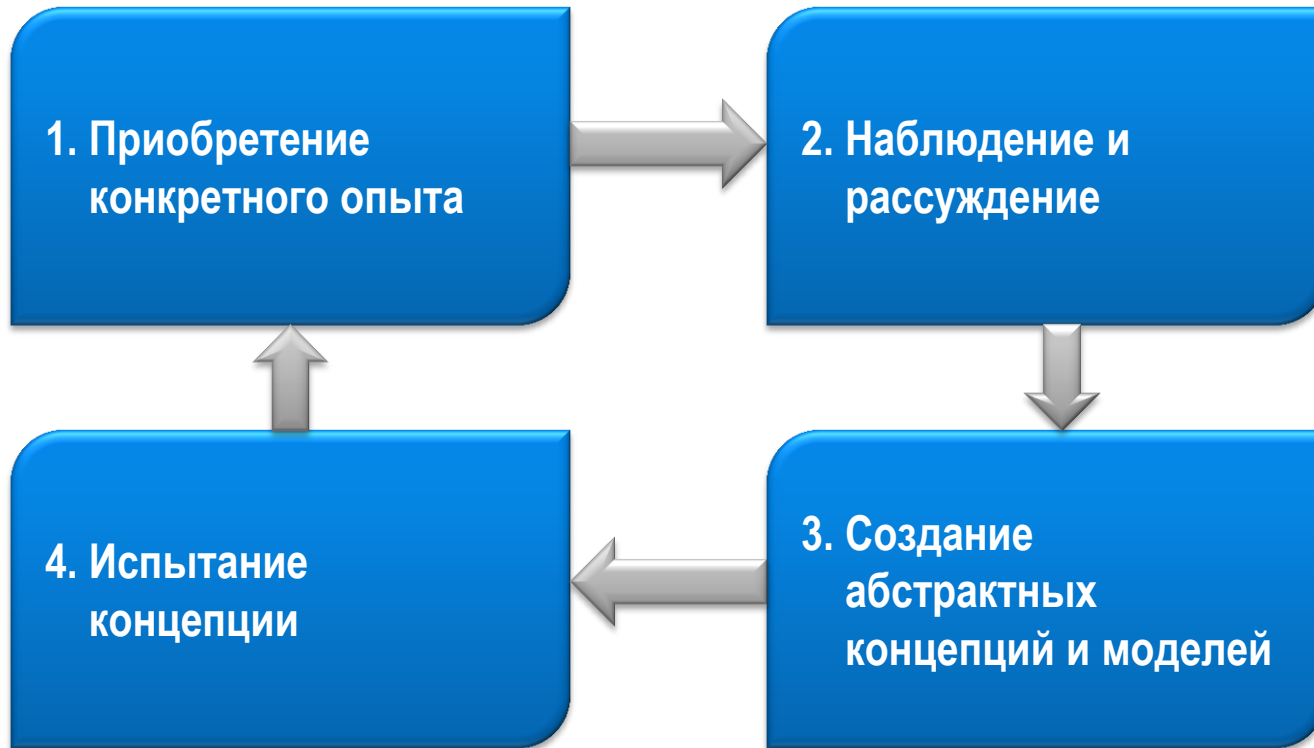 1. Приобретение
конкретного опыта
2. Наблюдение и
рассуждение
3. Создание
абстрактных
концепций и моделей
4. Испытание
концепции